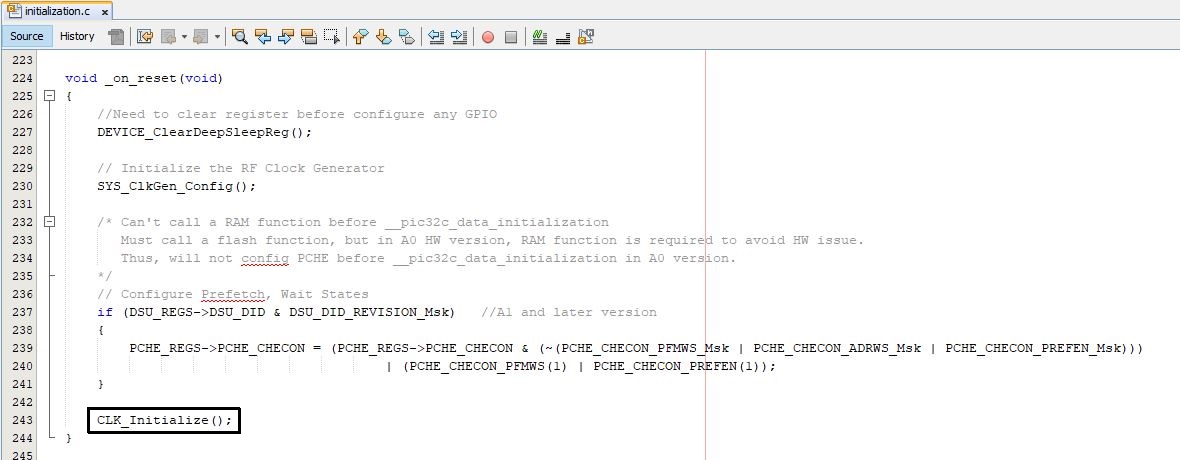 initialization.c
Source History
223
224 void _on_reset(void)
225 {
226 //Need to clear register before configure any GPIO
227 DEVICE_ClearDeepSleepReg();
228
229 // Initialize the RF Clock Generator
230 SYS_ClkGen_Config();
231
232 /* Can't call a RAM function before __pic32c_data_initialization
233 Must call a flash function, but in A0 HW version, RAM function is required to avoid HW issue.
234 Thus, will not config PCHE before __pic32c_data_initialization in A0 version.
235 */
236 // Configure Prefetch, Wait States
237 if (DSU_REGS->DSU_DID & DSU_DID_REVISION_Msk) //A1 and later version
238 {
239 PCHE_REGS->PCHE_CHECON = (PCHE_REGS->PCHE_CHECON & (~(PCHE_CHECON_PFMWS_Msk | PCHE_CHECON_ADRWS_Msk | PCHE_CHECON_PREFEN_Msk)))
240 | (PCHE_CHECON_PFMWS(1) | PCHE_CHECON_PREFEN(1));
241 }
242
243 CLK_Initialize();
244 }
245